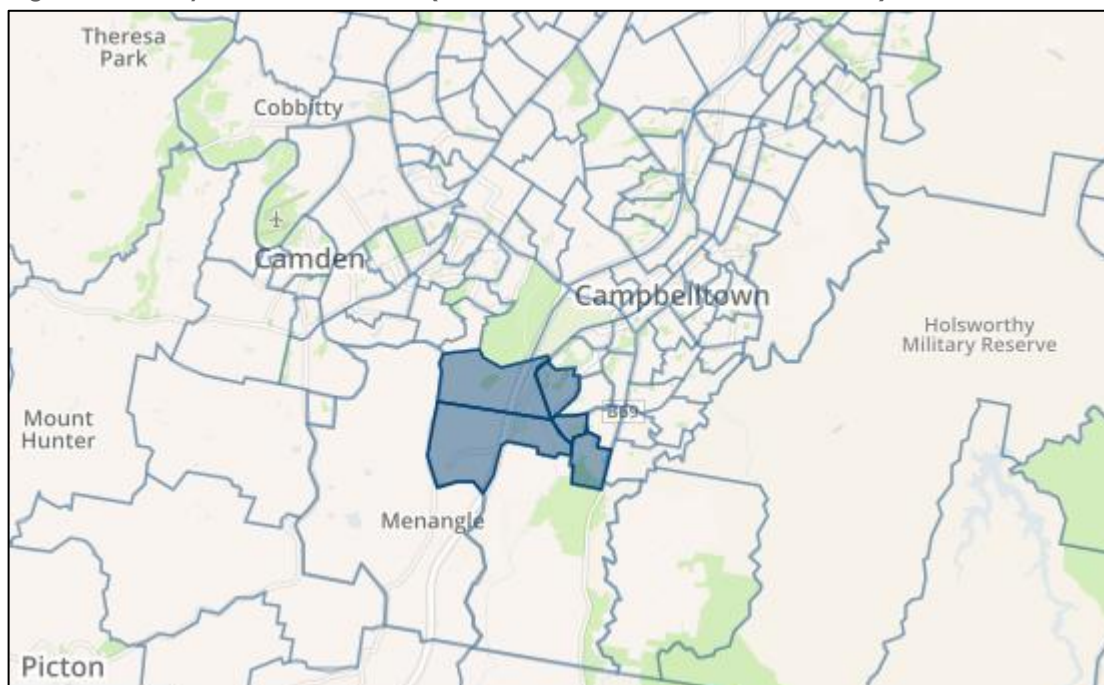 Theresa
Park
Cobbitty
Camden
Campbelltown
Holsworthy
Military Reserve
B69
Mount
Hunter
Menangle
Picton